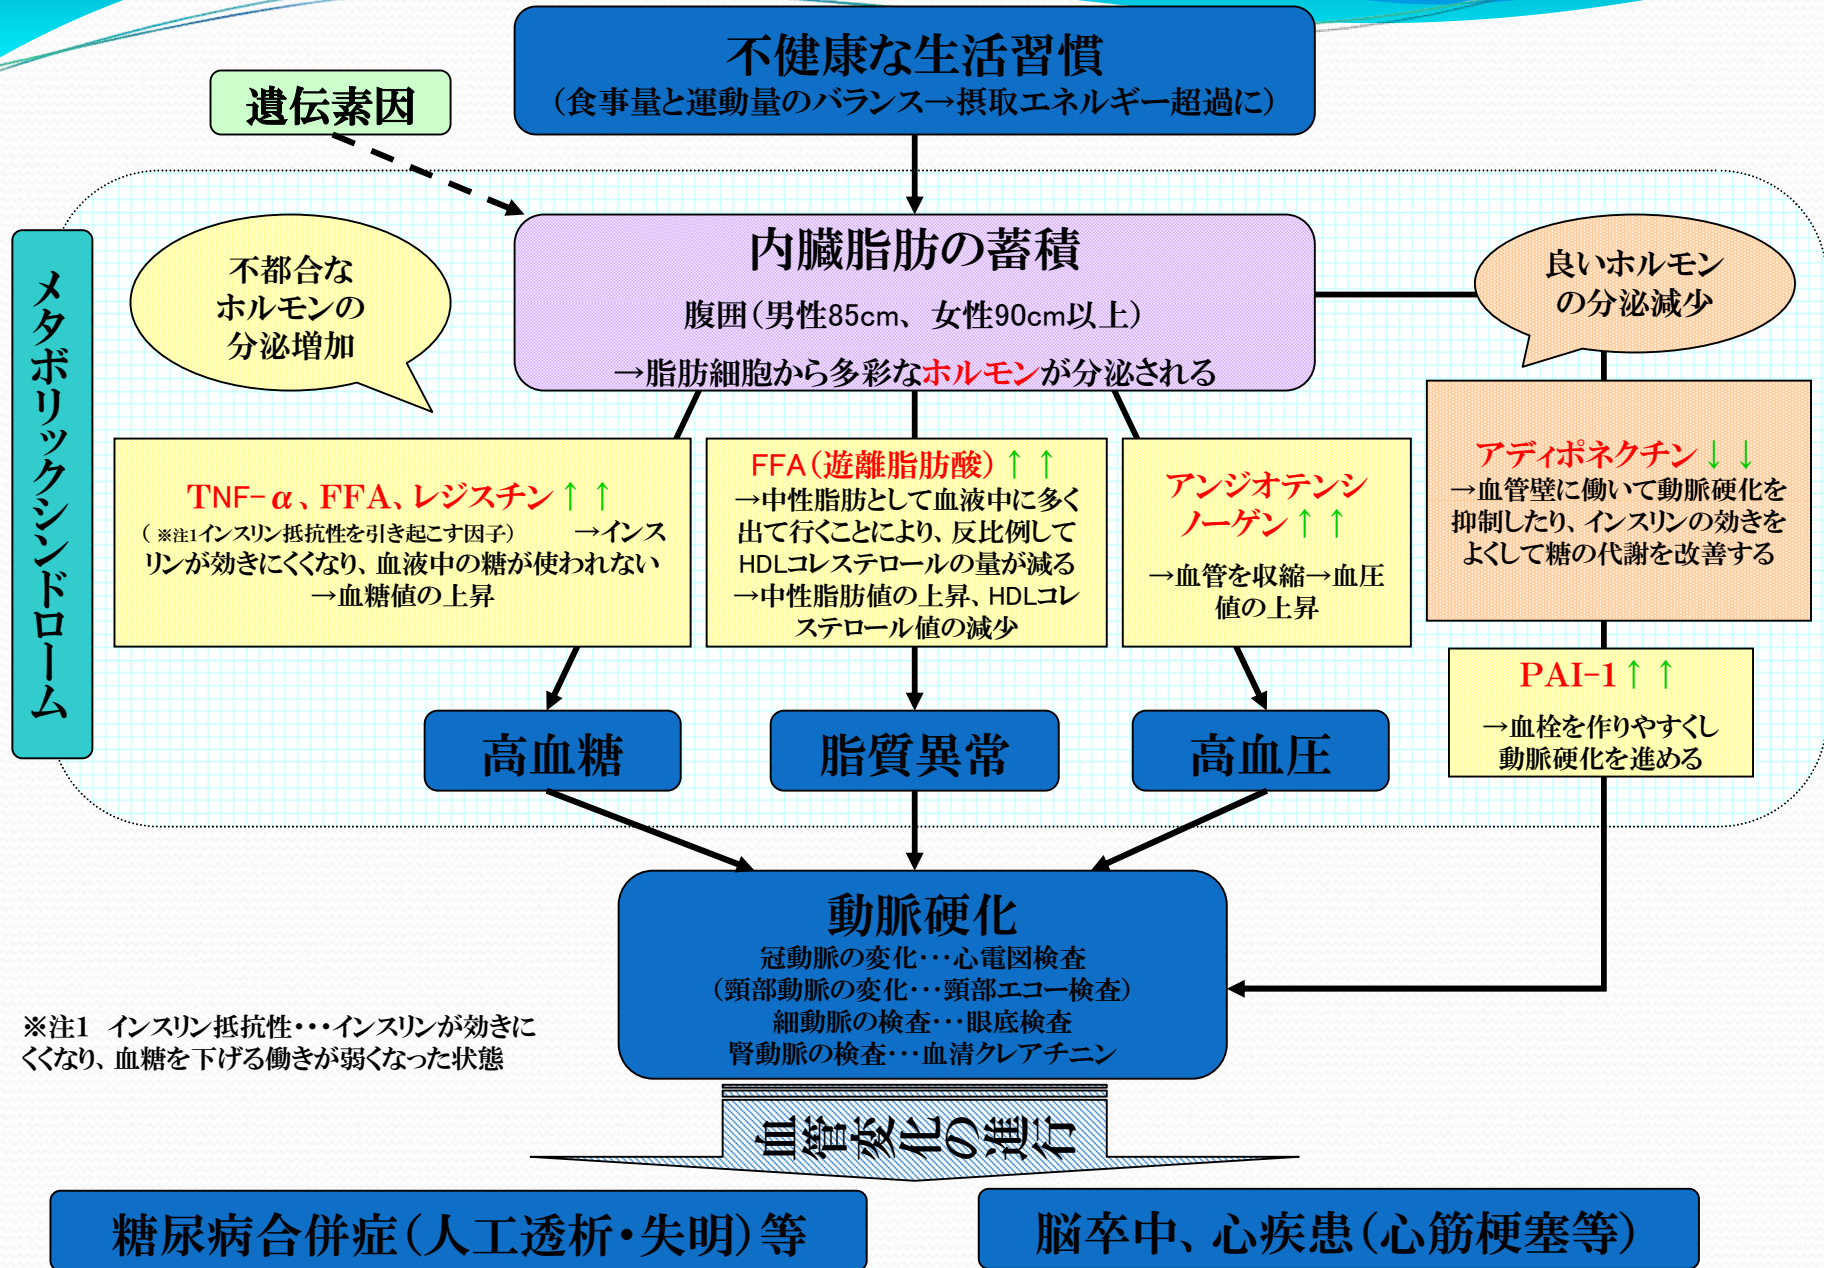 不健康な生活習慣
(食事量と運動量のバランス→摂取エネルギー超過に)
遺伝素因
メタボリックシンドローム
不都合な
ホルモンの
分泌増加
内臓脂肪の蓄積
腹囲(男性85cm、女性90cm以上)
→脂肪細胞から多彩なホルモンが分泌される
良いホルモン
の分泌減少
TNF-α、FFA、レジスチン↑↑
(※注1インスリン抵抗性を引き起こす因子) →インス
リンが効きにくくなり、血液中の糖が使われない
→血糖値の上昇
FFA(遊離脂肪酸)↑↑
→中性脂肪として血液中に多く
出て行くことにより、反比例して
HDLコレステロールの量が減る
→中性脂肪値の上昇、HDLコレ
ステロール値の減少
アンジオテンシ
ノーゲン↑↑
→血管を収縮→血圧
値の上昇
アディポネクチン↓↓
→血管壁に働いて動脈硬化を
抑制したり、インスリンの効きを
よくして糖の代謝を改善する
PAI-1↑↑
→血栓を作りやすくし
動脈硬化を進める
高血糖
脂質異常
高血圧
動脈硬化
冠動脈の変化･･･心電図検査
(頸部動脈の変化･･･頸部エコー検査)
細動脈の検査･･･眼底検査
腎動脈の検査･･･血清クレアチニン
※注1 インスリン抵抗性･･･インスリンが効きに
くくなり、血糖を下げる働きが弱くなった状態
血管変化の進行
糖尿病合併症(人工透析・失明)等
脳卒中、心疾患(心筋梗塞等)